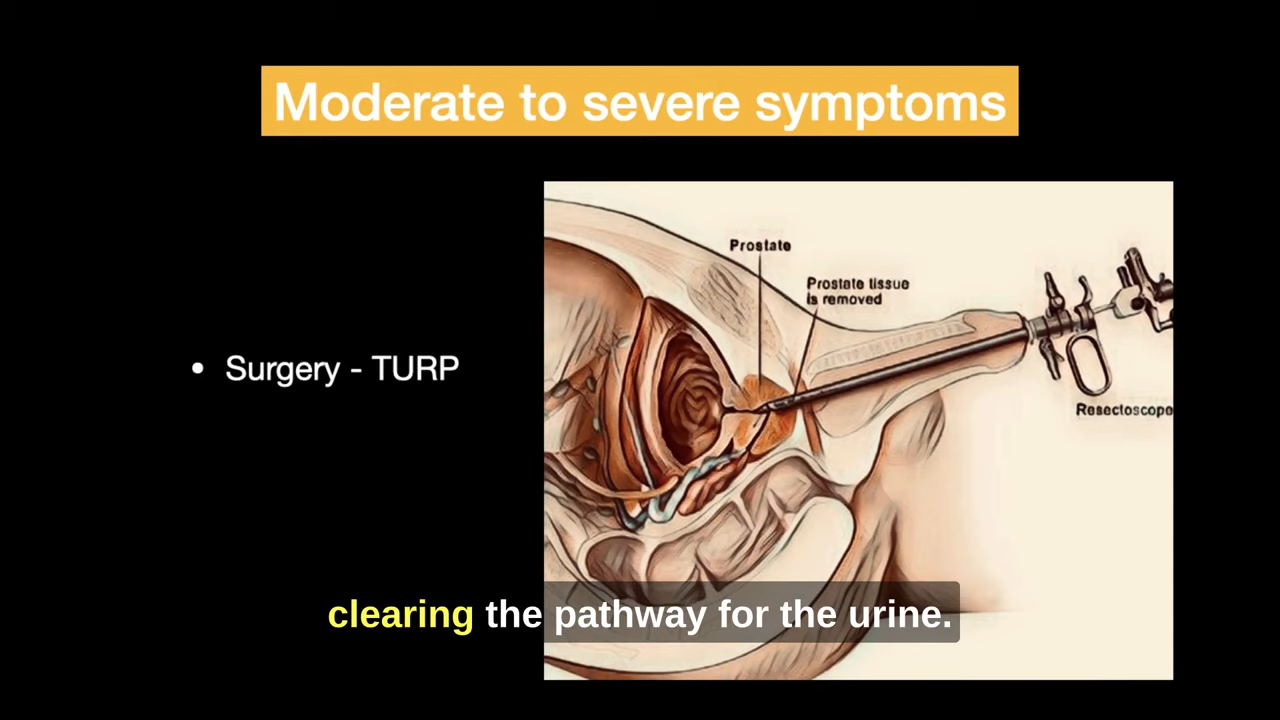 Moderate to severe symptoms
Prostate
Prostate tissue
is removed
• Surgery - TURP
Resectoscope
clearing the pathway for the urine.